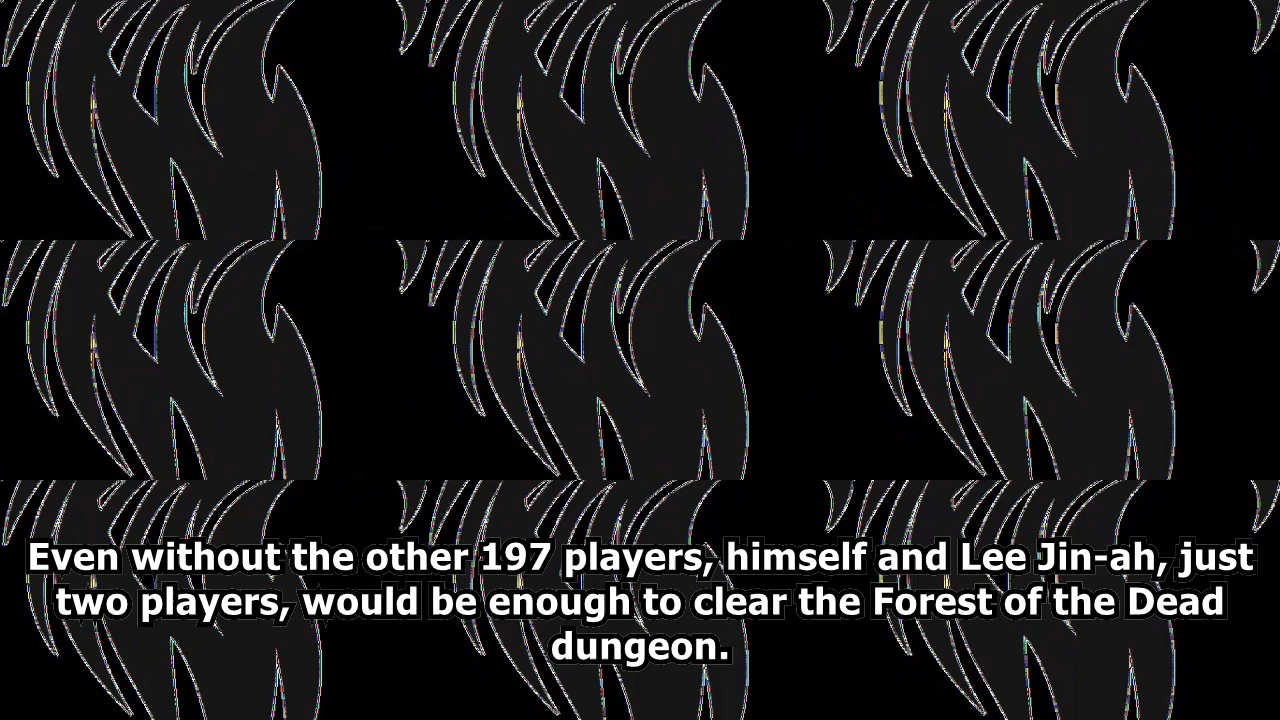 Even without the other 197 players, himself and Lee Jin-ah, just
two players, would be enough to clear the Forest of the Dead
dungeon.